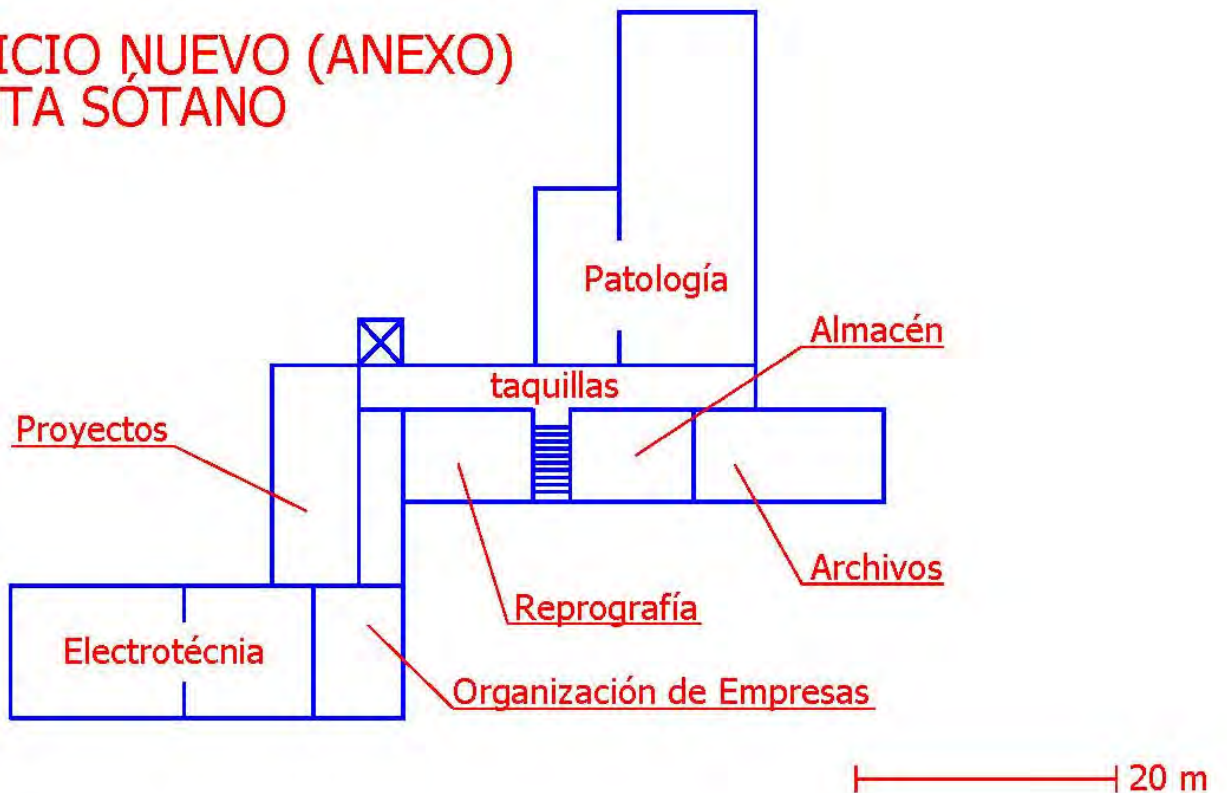 ICIO NUEVO (ANEXO)
TA SÓTANO
Patología
Almacén
taquillas
Proyectos
Archivos
Reprografía
Electrotécnia
Organización de Empresas
20 m